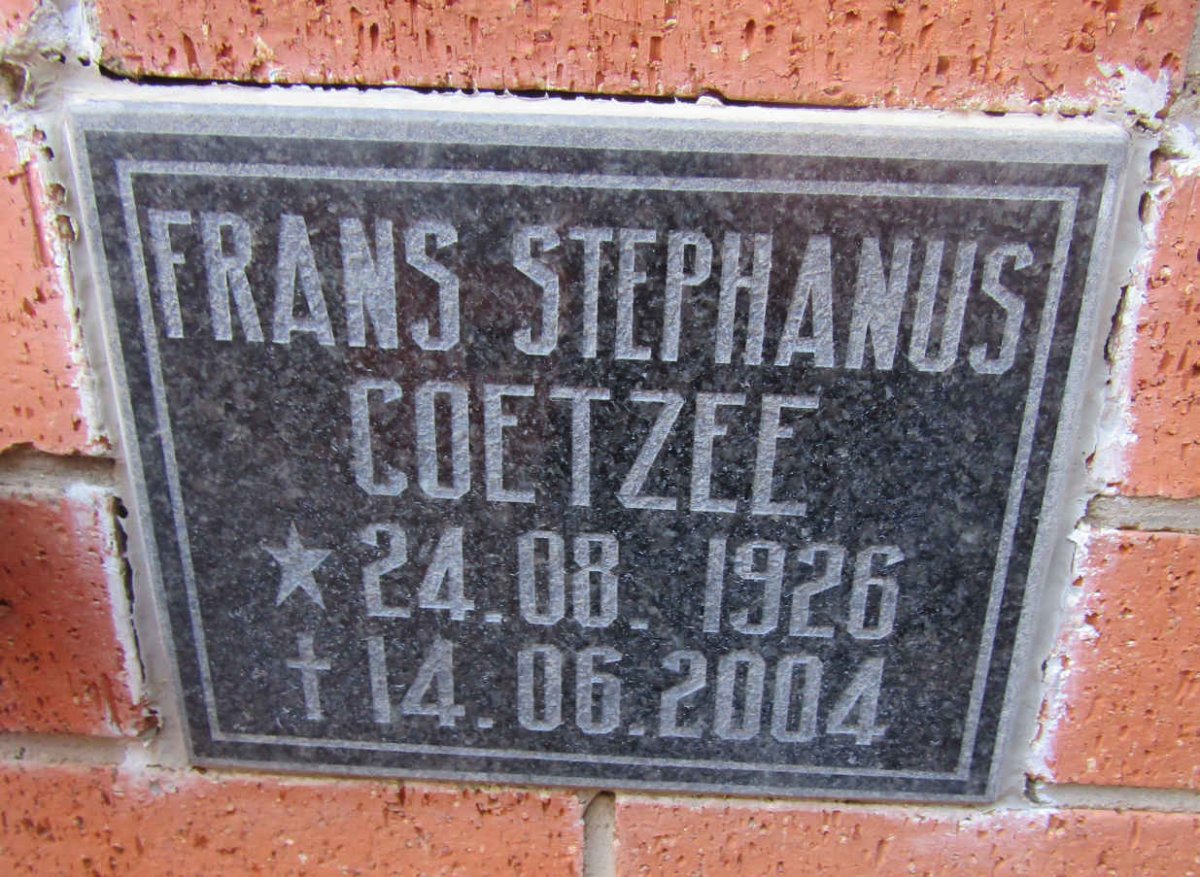 FRANS STEPHANUS
COETZEE
★ 24.08.1926
† 14.06.2004